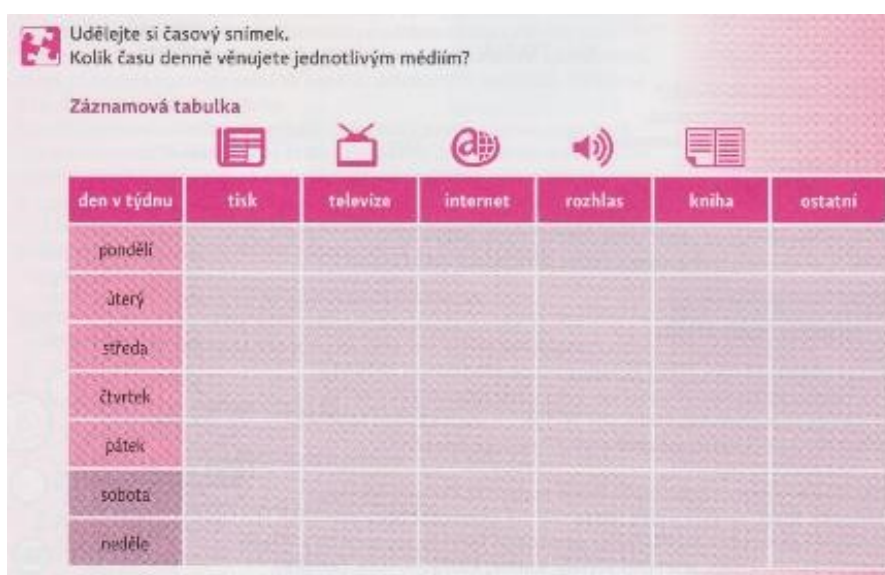 Udělejte si časový snímek.
Kolik času denně věnujete jednotlivým médiím?
Záznamová tabulka
den v týdnu tisk televize internet rozhlas kniha ostatní
pondělí
úterý
středa
čtvrtek
pátek
sobota
neděle